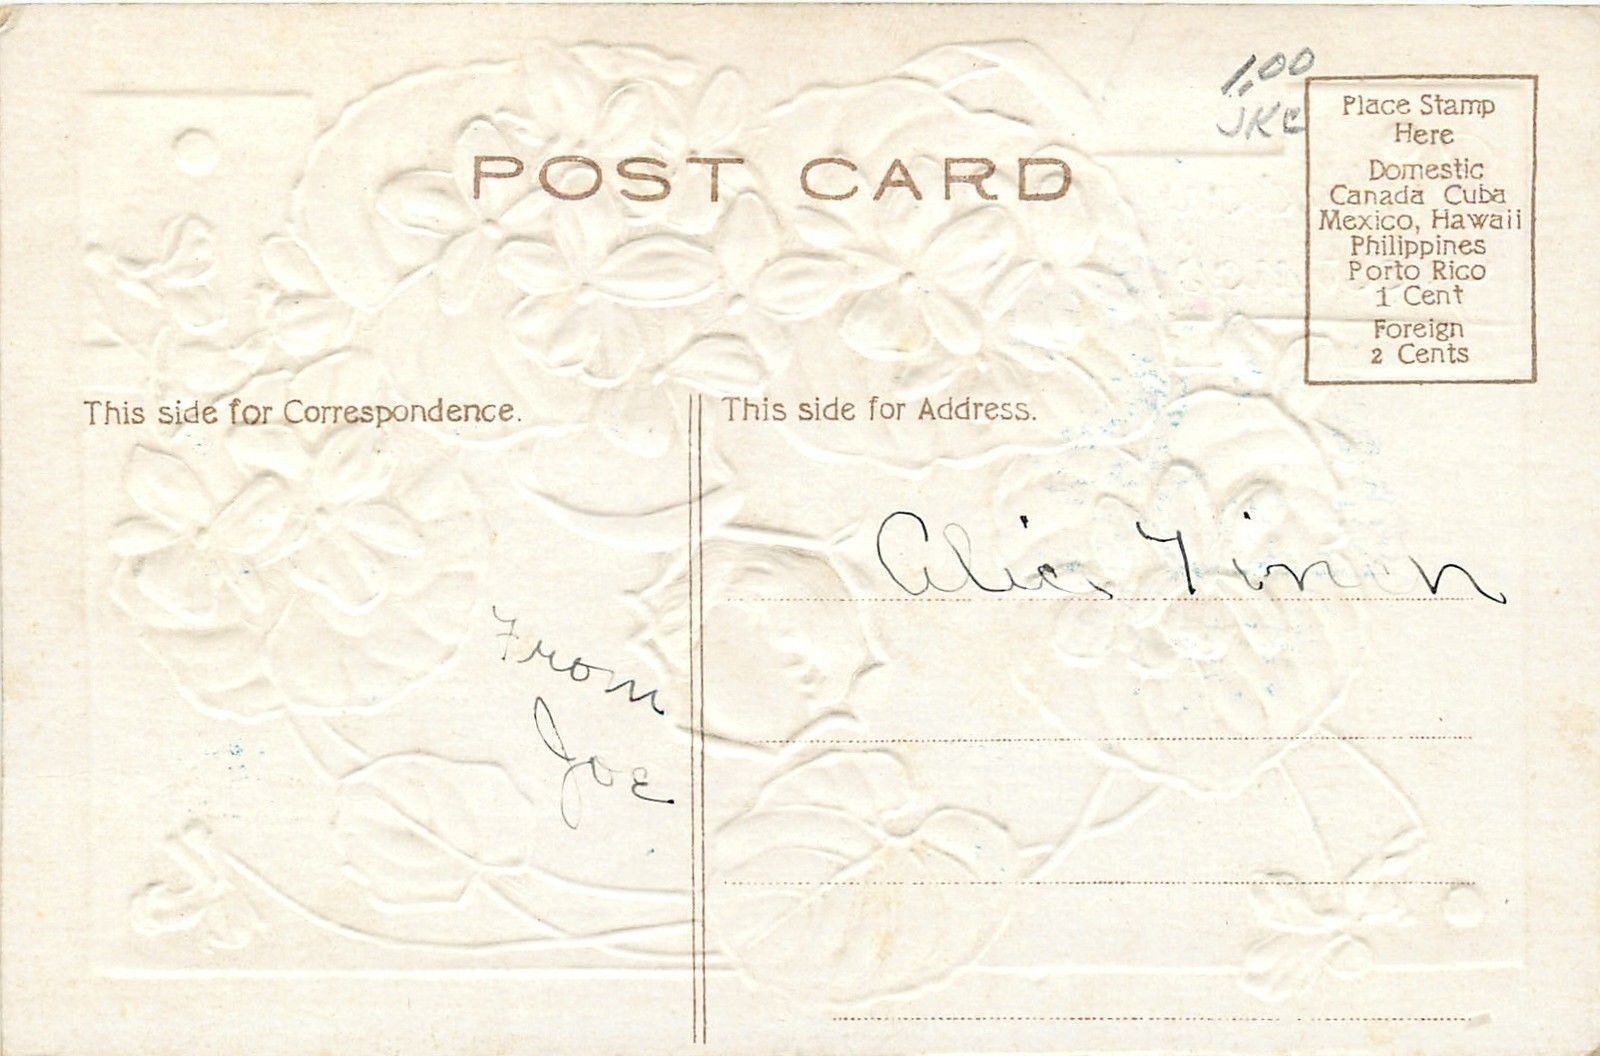 1.00
JKC
POST CARD
Place Stamp
Here
Domestic
Canada Cuba
Mexico, Hawaii
Philippines
Porto Rico
1 Cent
Foreign
2 Cents
This side for Correspondence.
This side for Address.
Alice
From
Joe